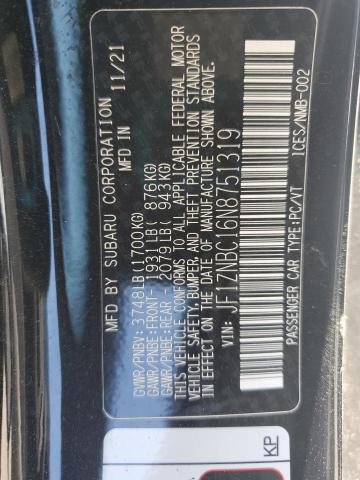 MFD BY SUBARU CORPORATION 11/21
MFD IN JAPAN
GVWR/PNBV: 3748LB(1700KG)
GAWR/PNBE:FRONT- 1931LB( 876KG)
GAWR/PNBE:REAR - 2079LB( 943KG)
THIS VEHICLE CONFORMS TO ALL APPLICABLE FEDERAL MOTOR
VEHICLE SAFETY,BUMPER, AND THEFT PREVENTION STANDARDS
IN EFFECT ON THE DATE OF MANUFACTURE SHOWN ABOVE.
VIN: JF1ZNBC16N8751319
PASSENGER CAR TYPE:PC/VT ICES/NMB-002
KP